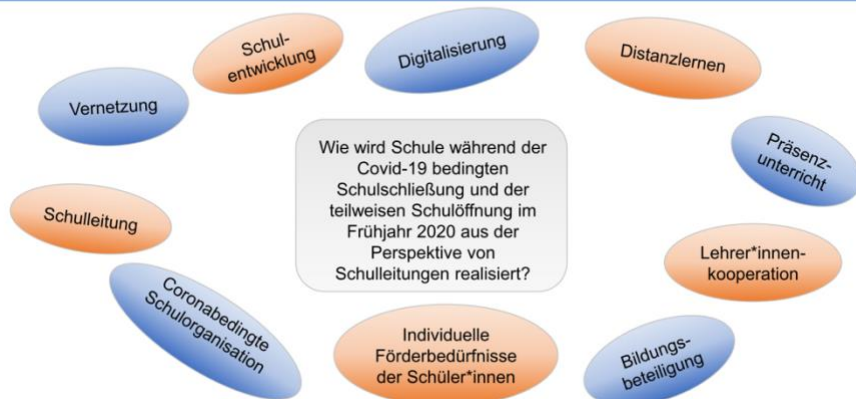 Schul-
entwicklung
Digitalisierung
Distanzlernen
Vernetzung
Präsenz-
unterricht
Wie wird Schule während der
Covid-19 bedingten
Schulschließung und der
teilweisen Schulöffnung im
Frühjahr 2020 aus der
Perspektive von
Schulleitungen realisiert?
Schulleitung
Lehrer*innen-
kooperation
Coronabedingte
Schulorganisation
Individuelle
Förderbedürfnisse
der Schüler*innen
Bildungs-
beteiligung